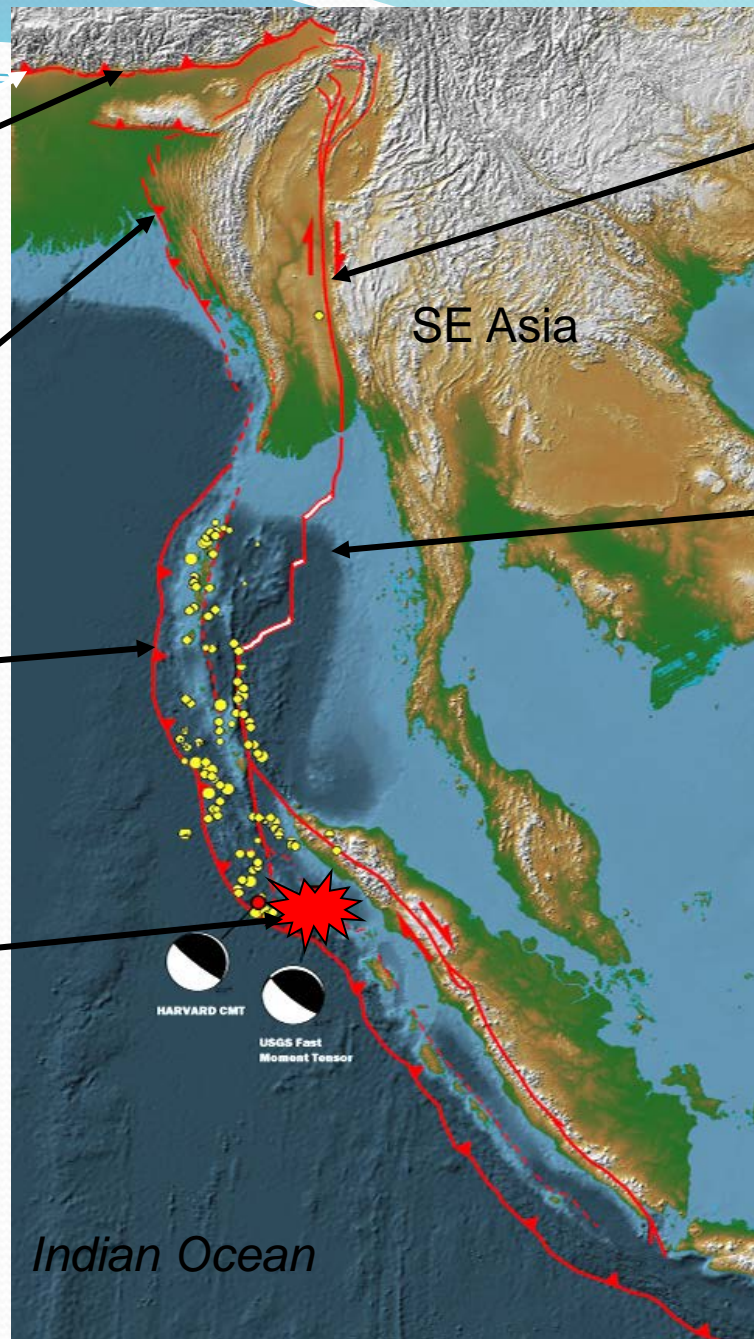 SE Asia
HARVARD CMT
USGS Fast
Moment Tensor
Indian Ocean